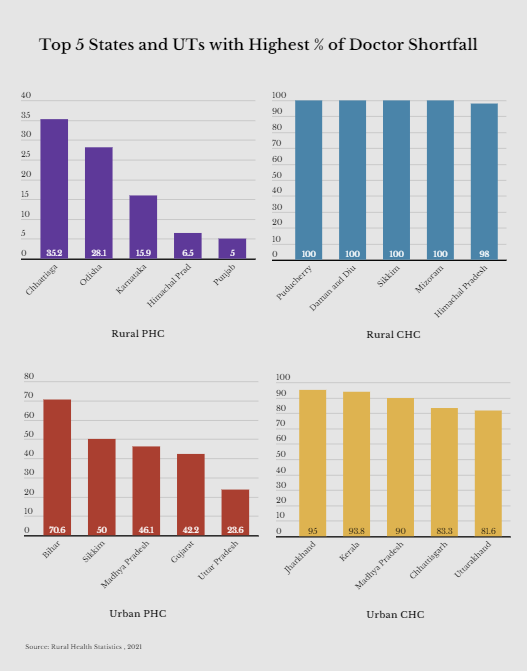 Top 5 States and UTs with Highest % of Doctor Shortfall
40
35
30
25
20
15
10
5
0
35.2
28.1
15.9
6.5
5
Chhattisga
Odisha
Karnataka
Himachal Prad
Punjab
Rural PHC
100
90
80
70
60
50
40
30
20
10
0
100
100
100
100
98
Puducherry
Daman and Diu
Sikkim
Mizoram
Himachal Pradesh
Rural CHC
80
70
60
50
40
30
20
10
0
70.6
50
46.1
42.2
23.6
Bihar
Sikkim
Madhya Pradesh
Gujarat
Uttar Pradesh
Urban PHC
100
90
80
70
60
50
40
30
20
10
0
95
93.8
90
83.3
81.6
Jharkhand
Kerala
Madhya Pradesh
Chhattisgarh
Uttarakhand
Urban CHC
Source: Rural Health Statistics , 2021